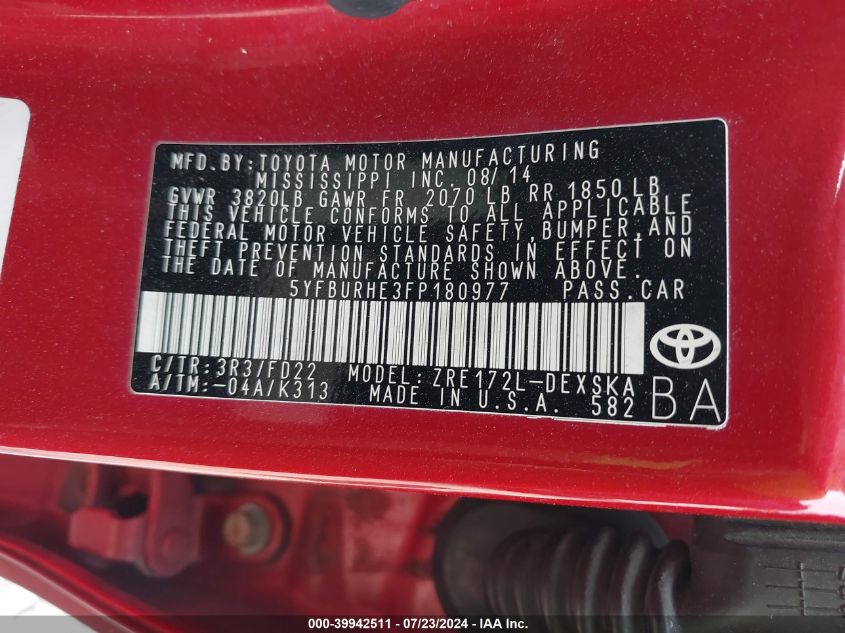 MFD. BY: TOYOTA MOTOR MANUFACTURING
MISSISSIPPI INC. 08/14
GVWR 3820LB GAWR FR 2070 LB RR 1850 LB
THIS VEHICLE CONFORMS TO ALL APPLICABLE
FEDERAL MOTOR VEHICLE SAFETY, BUMPER, AND
THEFT PREVENTION STANDARDS IN EFFECT ON
THE DATE OF MANUFACTURE SHOWN ABOVE.
5YFBURHE3FP180977 PASS. CAR
C/TR: 3R3/FD22 MODEL: ZRE172L-DEXSKA
A/TM: -04A/K313 MADE IN U.S.A. 582
BA
000-39942511 - 07/23/2024 - IAA Inc.